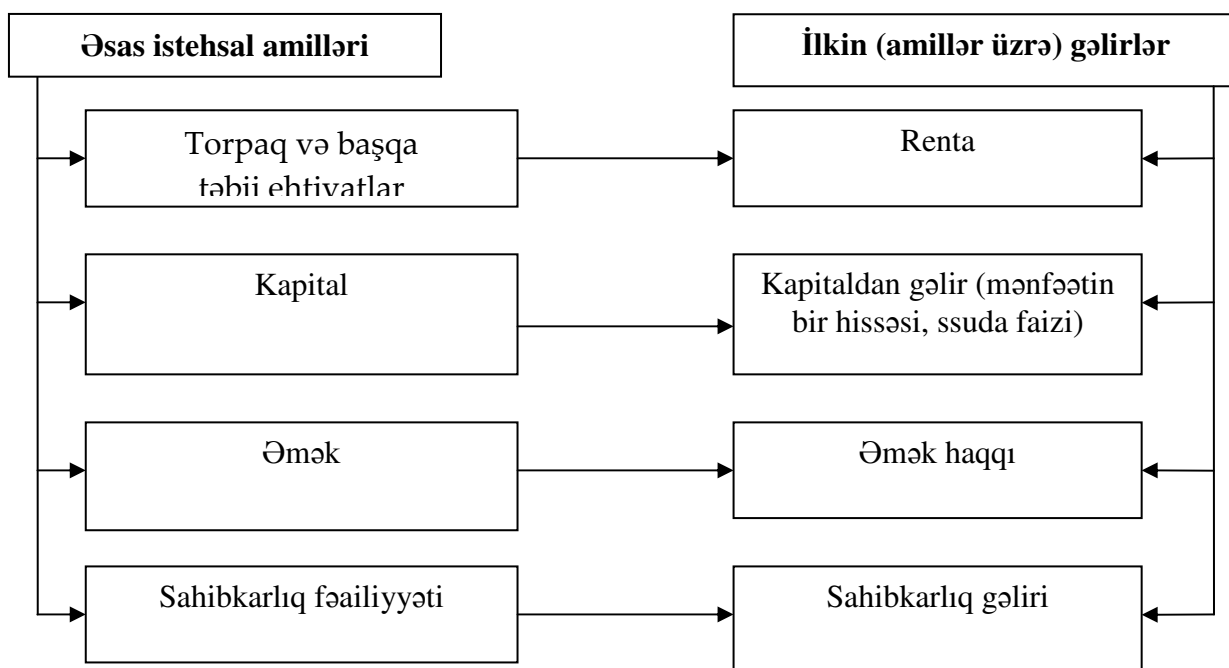 Əsas istehsal amilləri
İlkin (amillər üzrə) gəlirlər
Torpaq və başqa
təbii ehtiyatlar
Renta
Kapital
Kapitaldan gəlir (mənfəətin
bir hissəsi, ssuda faizi)
Əmək
Əmək haqqı
Sahibkarlıq fəailiyyəti
Sahibkarlıq gəliri